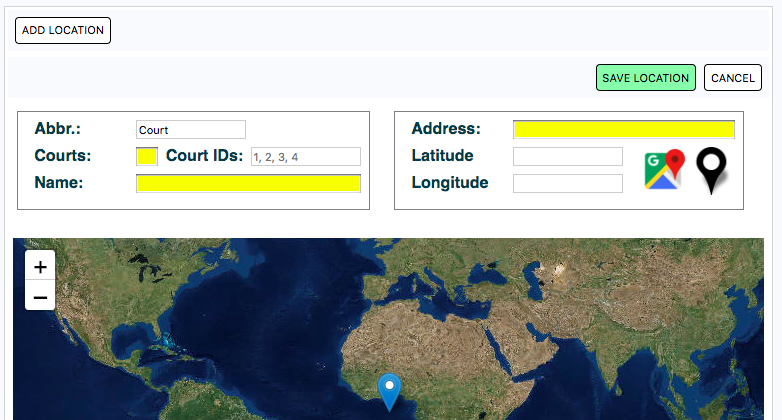 ADD LOCATION
SAVE LOCATION CANCEL
Abbr.: Court
Courts: Court IDs: 1, 2, 3, 4
Name:
Address:
Latitude
Longitude
G
+
−